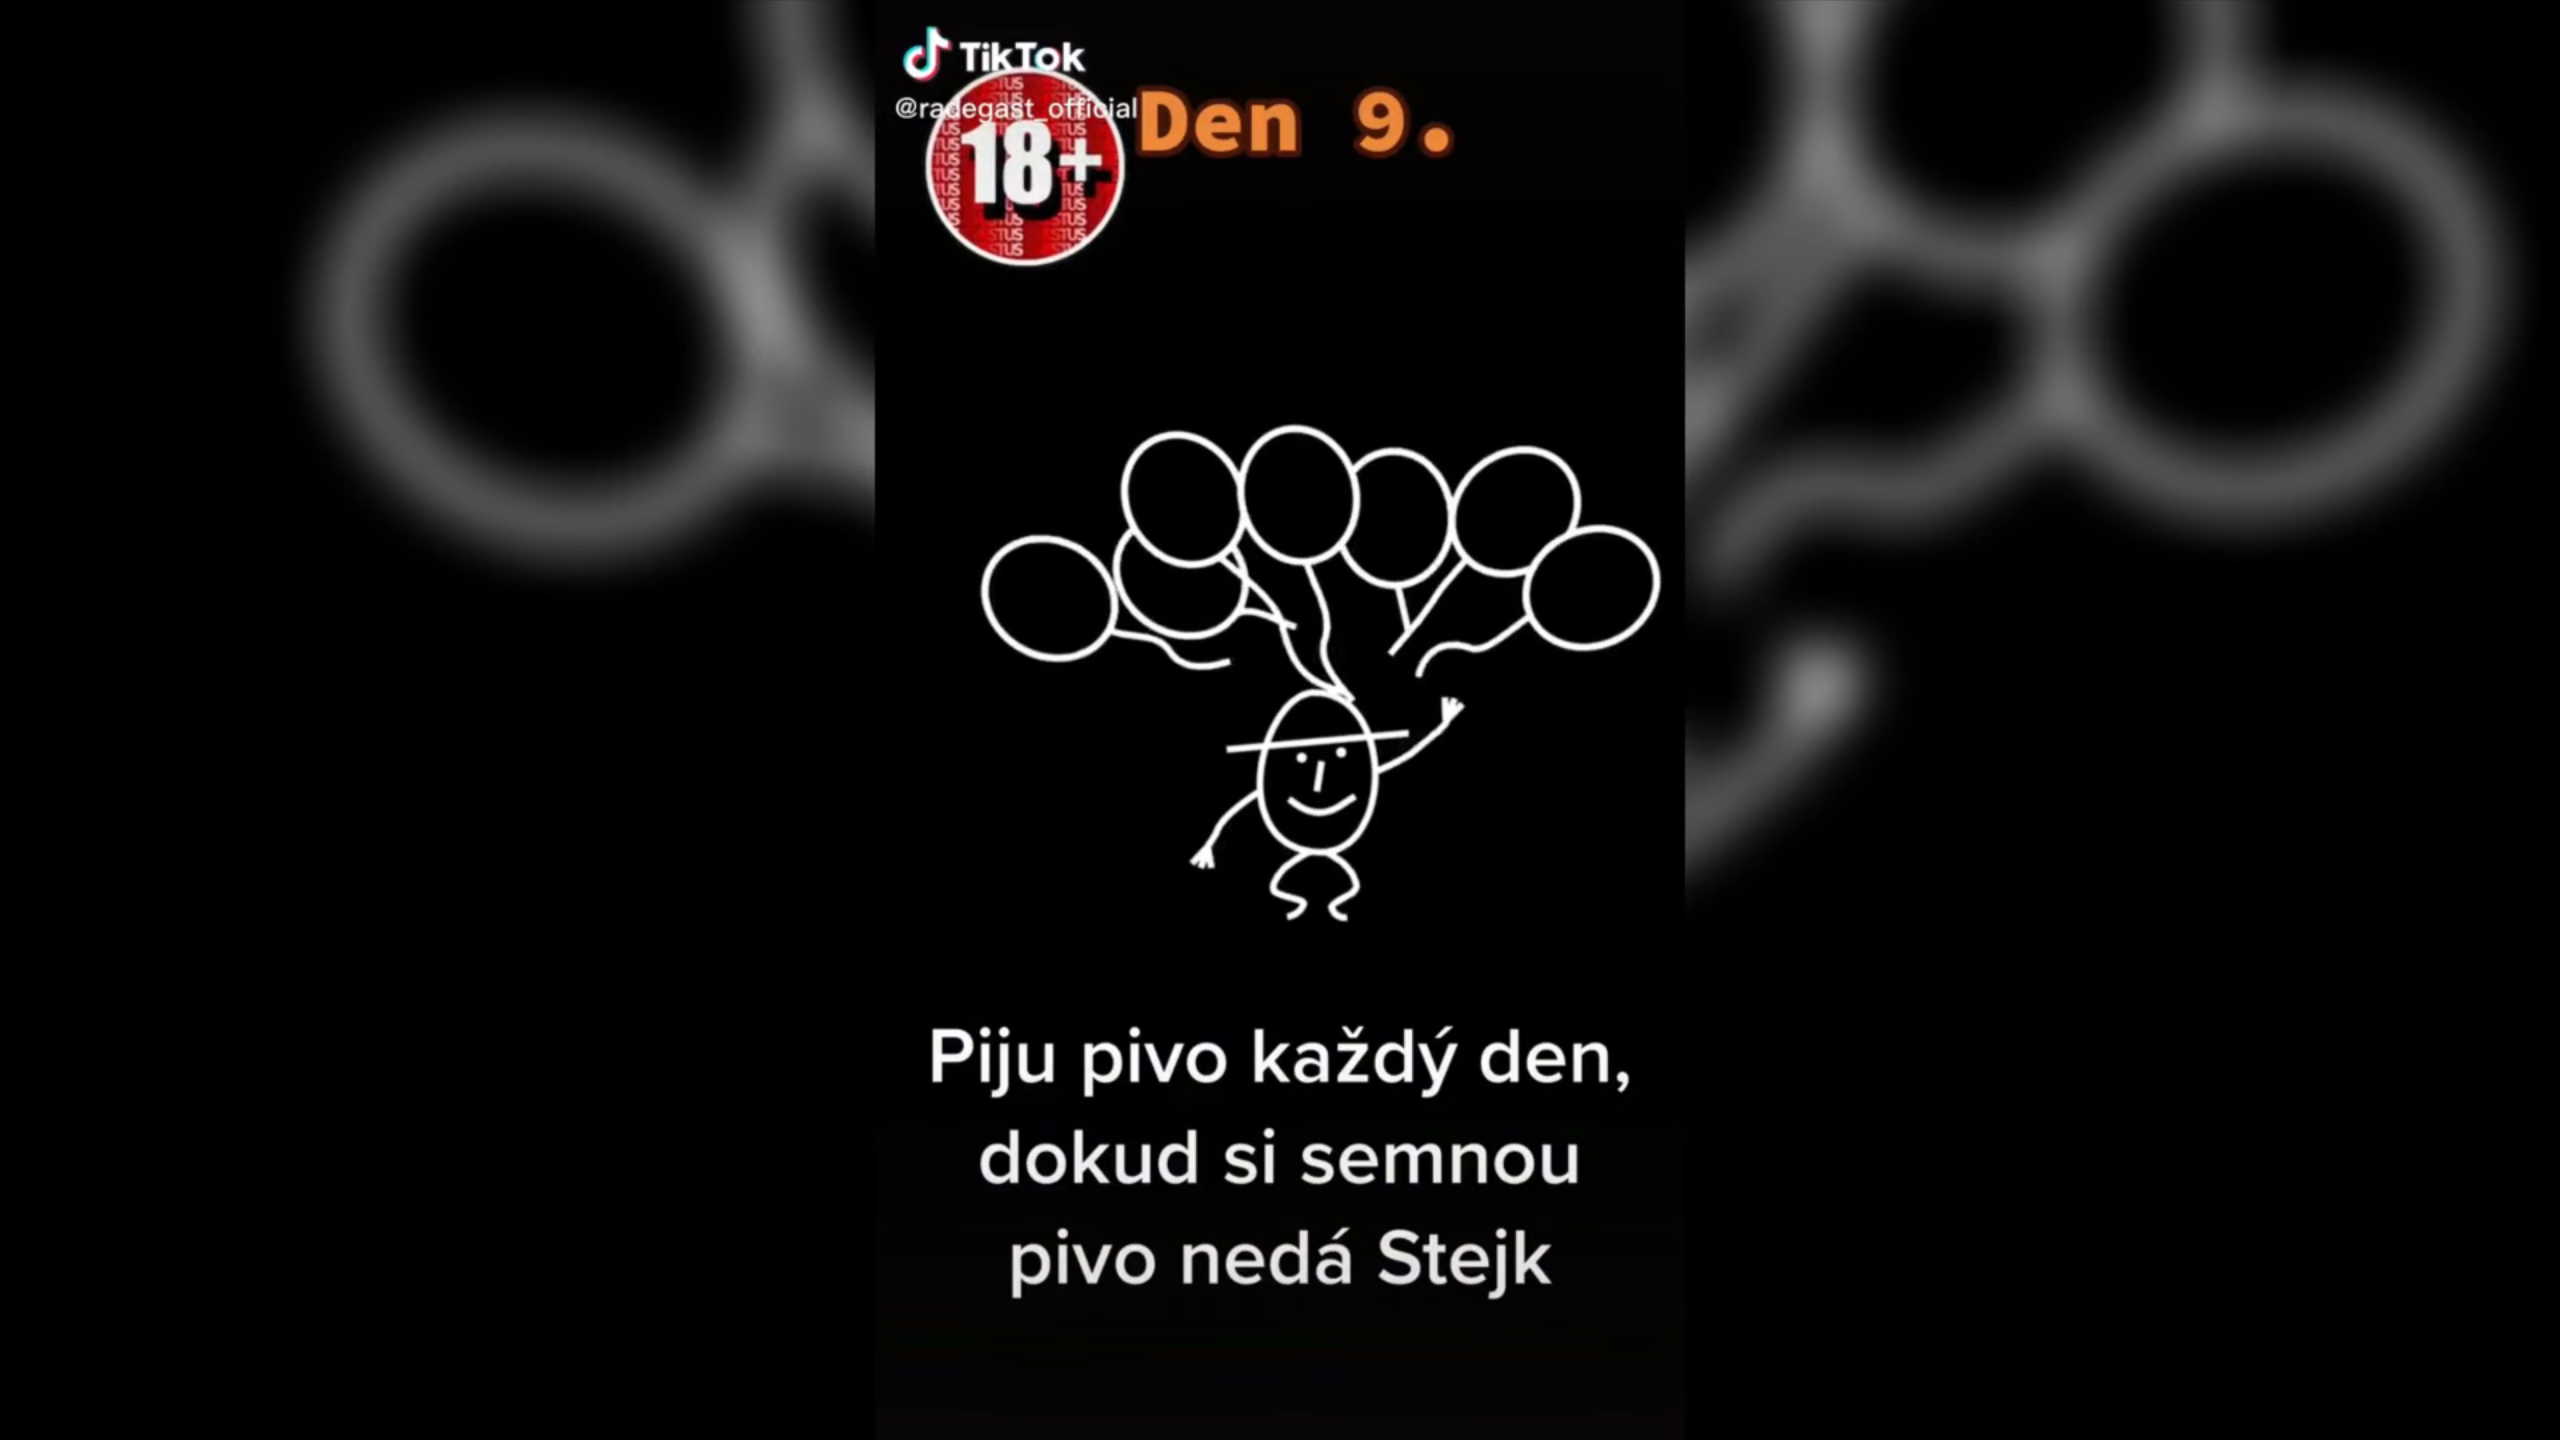 TikTok
@radegast_official
18+
Den 9.
Piju pivo každý den,
dokud si semnou
pivo nedá Stejk